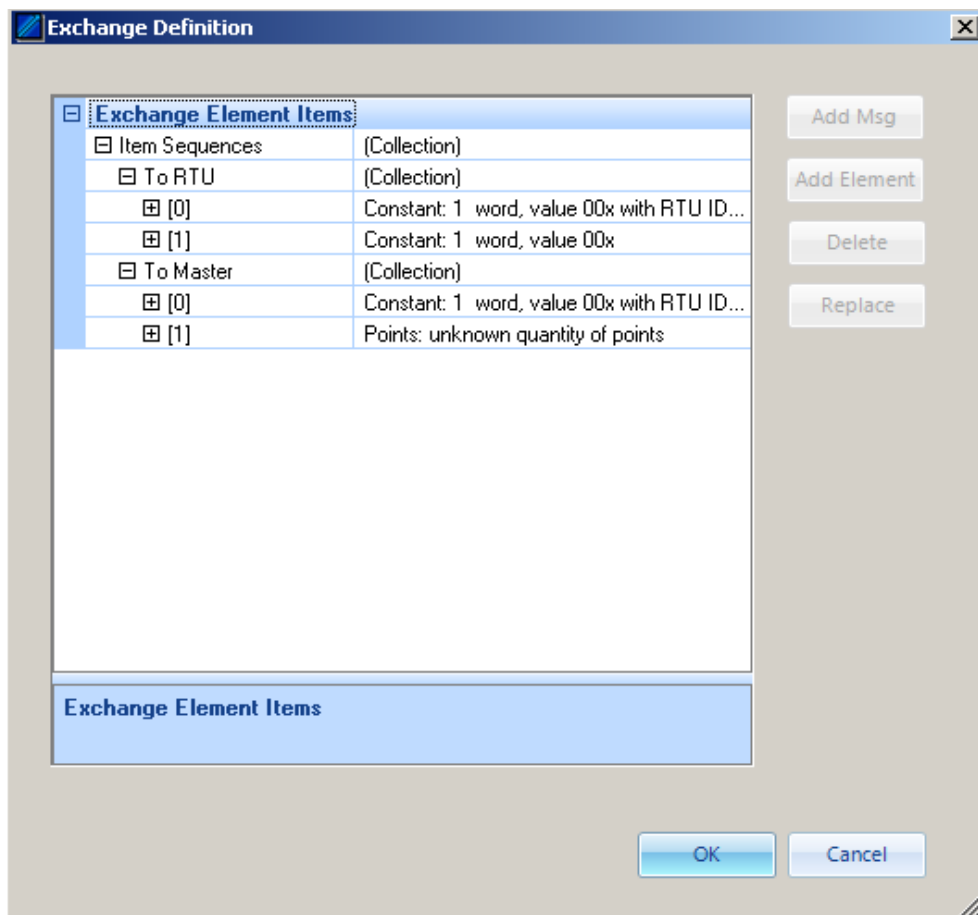 Exchange Definition
Exchange Element Items
Item Sequences (Collection)
To RTU (Collection)
[0] Constant: 1 word, value 00x with RTU ID...
[1] Constant: 1 word, value 00x
To Master (Collection)
[0] Constant: 1 word, value 00x with RTU ID...
[1] Points: unknown quantity of points
Add Msg
Add Element
Delete
Replace
Exchange Element Items
OK Cancel